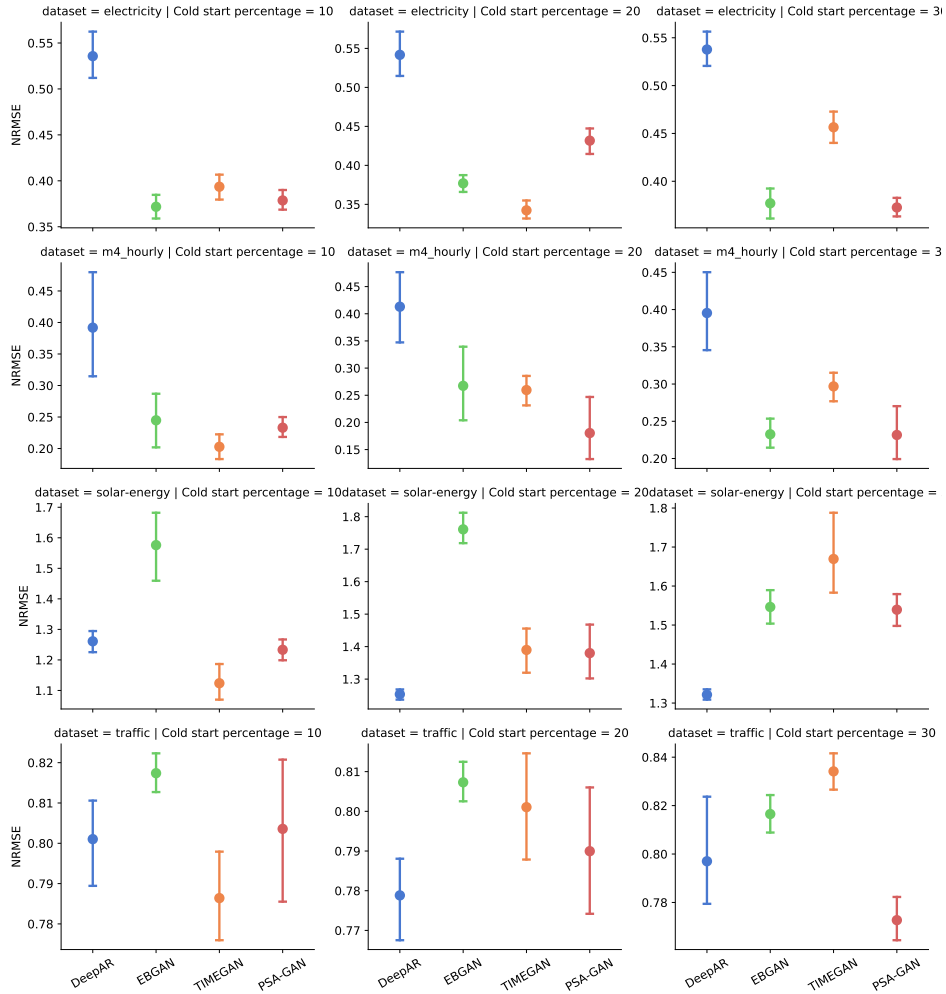 dataset = electricity | Cold start percentage = 10
dataset = electricity | Cold start percentage = 20
dataset = electricity | Cold start percentage = 30
NRMSE
0.55
0.50
0.45
0.40
0.35
0.55
0.50
0.45
0.40
0.35
0.55
0.50
0.45
0.40
dataset = m4_hourly | Cold start percentage = 10
dataset = m4_hourly | Cold start percentage = 20
dataset = m4_hourly | Cold start percentage = 3
NRMSE
0.45
0.40
0.35
0.30
0.25
0.20
0.45
0.40
0.35
0.30
0.25
0.20
0.15
0.45
0.40
0.35
0.30
0.25
0.20
dataset = solar-energy | Cold start percentage = 10
dataset = solar-energy | Cold start percentage = 20
dataset = solar-energy | Cold start percentage =
NRMSE
1.7
1.6
1.5
1.4
1.3
1.2
1.1
1.8
1.7
1.6
1.5
1.4
1.3
1.8
1.7
1.6
1.5
1.4
1.3
dataset = traffic | Cold start percentage = 10
dataset = traffic | Cold start percentage = 20
dataset = traffic | Cold start percentage = 30
NRMSE
0.82
0.81
0.80
0.79
0.78
0.81
0.80
0.79
0.78
0.77
0.84
0.82
0.80
0.78
DeepAR
EBGAN
TIMEGAN
PSA-GAN
DeepAR
EBGAN
TIMEGAN
PSA-GAN
DeepAR
EBGAN
TIMEGAN
PSA-GAN